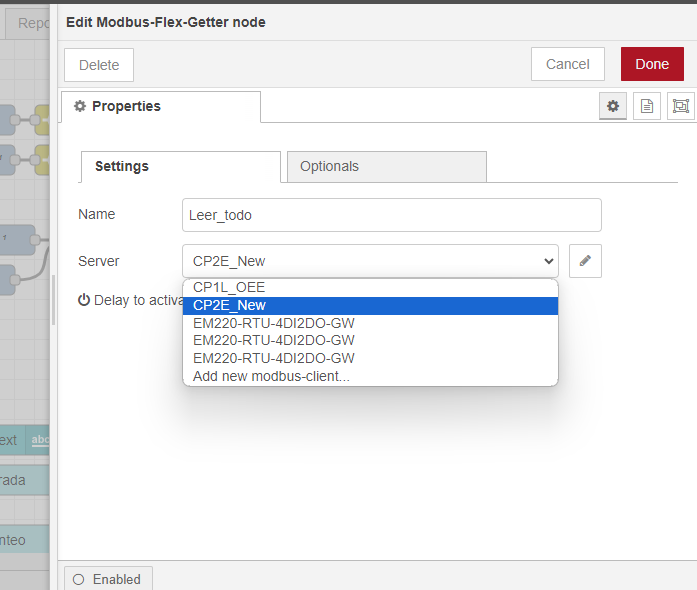 Repo
Edit Modbus-Flex-Getter node
Delete
Cancel
Done
Properties
Settings
Optionals
Name
Leer_todo
Server
CP2E_New
Delay to activa
CP1L_OEE
CP2E_New
EM220-RTU-4DI2DO-GW
EM220-RTU-4DI2DO-GW
EM220-RTU-4DI2DO-GW
Add new modbus-client...
ext
abc
rada
nteo
Enabled